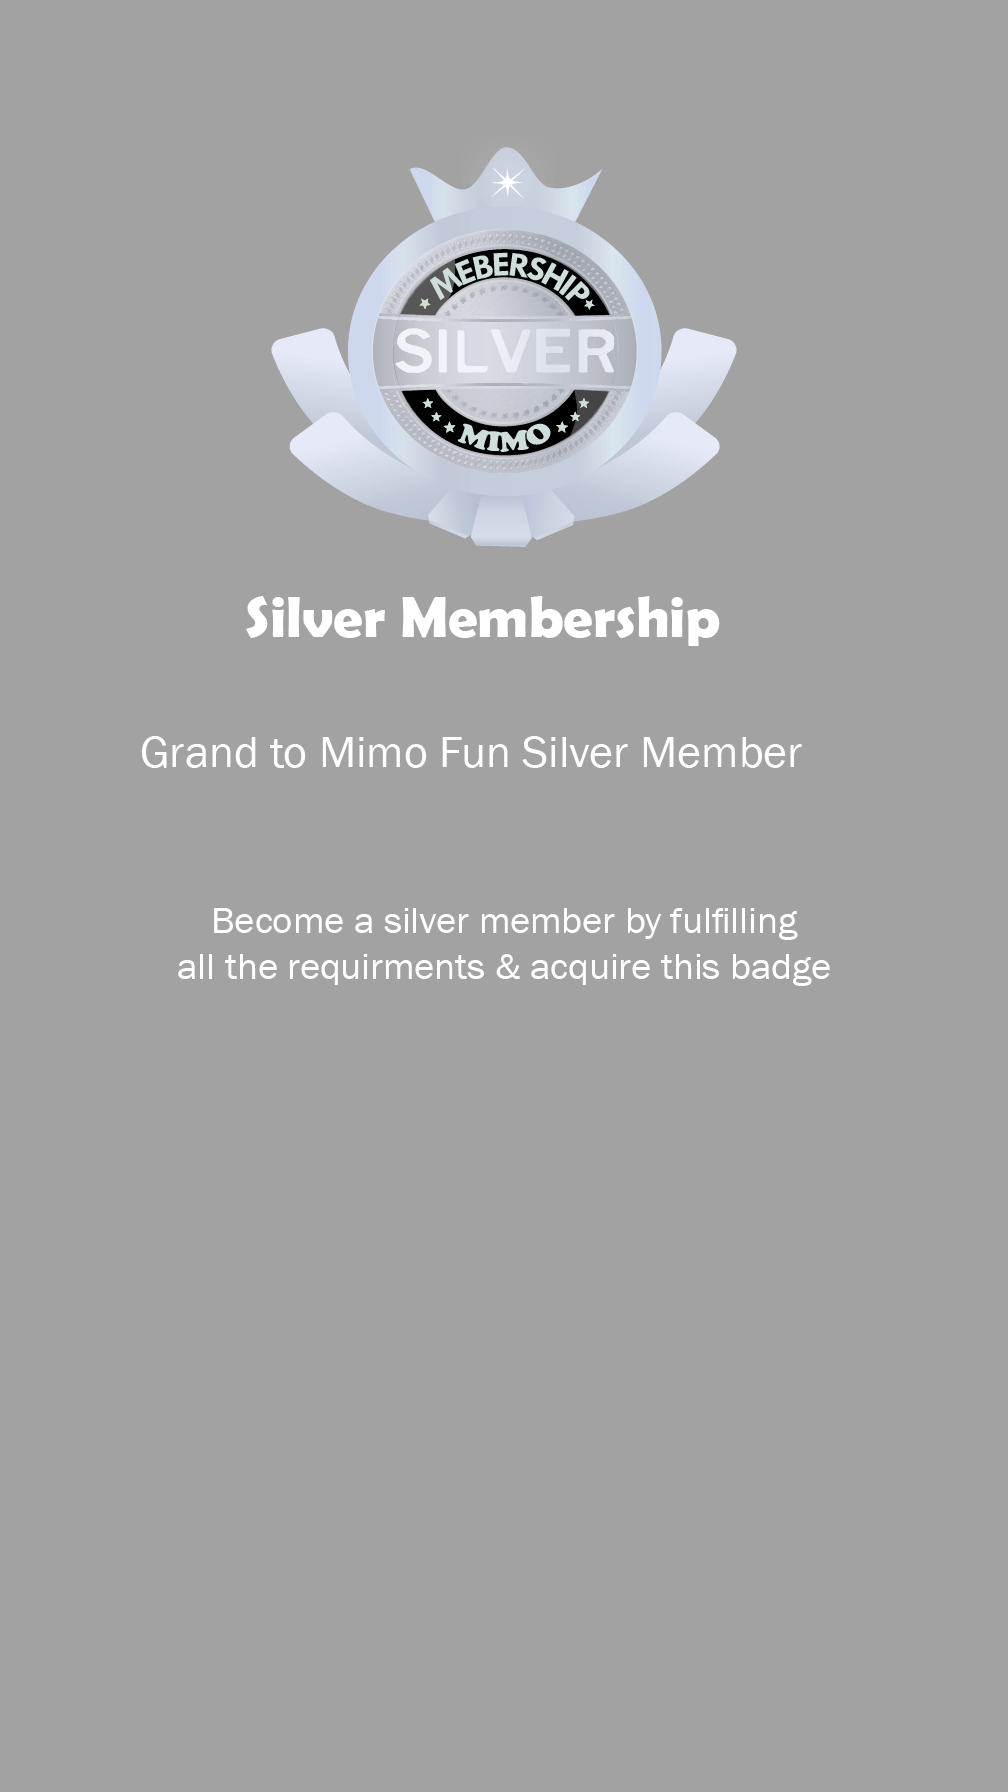 MEBERSHIP
SILVER
MIMO
Silver Membership
Grand to Mimo Fun Silver Member
Become a silver member by fulfilling
all the requirments & acquire this badge